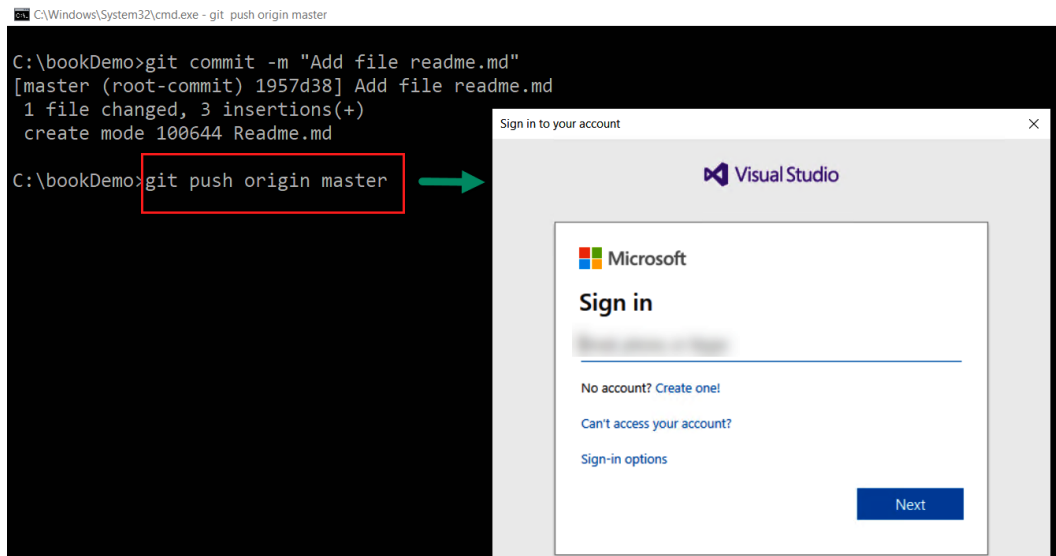 C:\Windows\System32\cmd.exe - git  push origin master
C:\bookDemo>git commit -m "Add file readme.md"
[master (root-commit) 1957d38] Add file readme.md
 1 file changed, 3 insertions(+)
 create mode 100644 Readme.md
C:\bookDemo>git push origin master
Sign in to your account
Visual Studio
Microsoft
Sign in
No account? Create one!
Can't access your account?
Sign-in options
Next